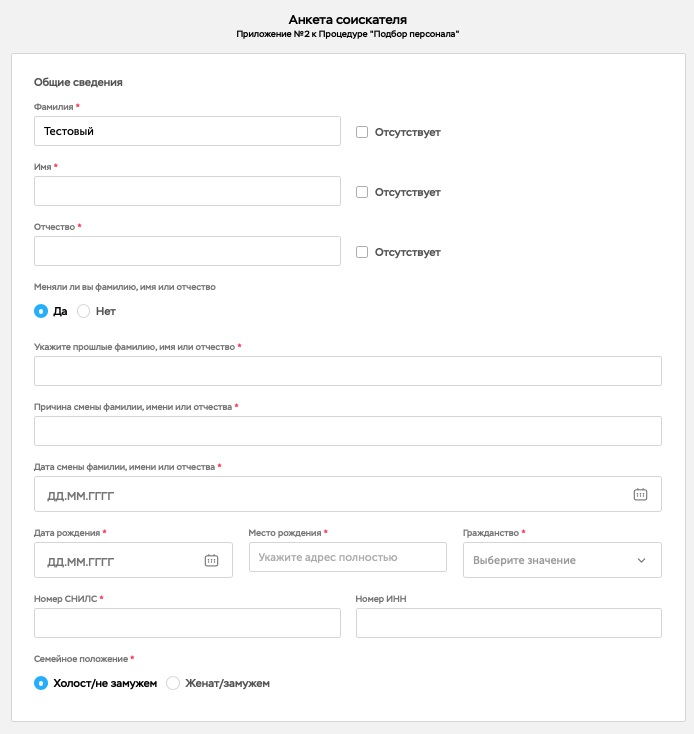 Анкета соискателя
Приложение №2 к Процедуре "Подбор персонала"
Общие сведения
Фамилия *
Тестовый
Отсутствует
Имя *
Отсутствует
Отчество *
Отсутствует
Меняли ли вы фамилию, имя или отчество
Да Нет
Укажите прошлые фамилию, имя или отчество *
Причина смены фамилии, имени или отчества *
Дата смены фамилии, имени или отчества *
ДД.ММ.ГГГГ
Дата рождения * Место рождения * Гражданство *
ДД.ММ.ГГГГ Укажите адрес полностью Выберите значение
Номер СНИЛС * Номер ИНН
Семейное положение *
Холост/не замужем Женат/замужем